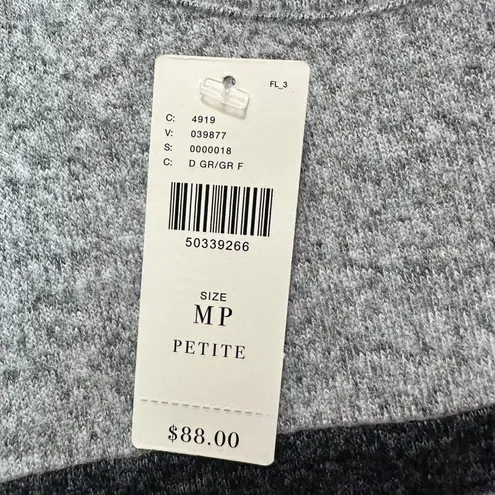 FL_3
C: 4919
V: 039877
S: 0000018
C: D GR/GR F
50339266
SIZE
MP
PETITE
$88.00